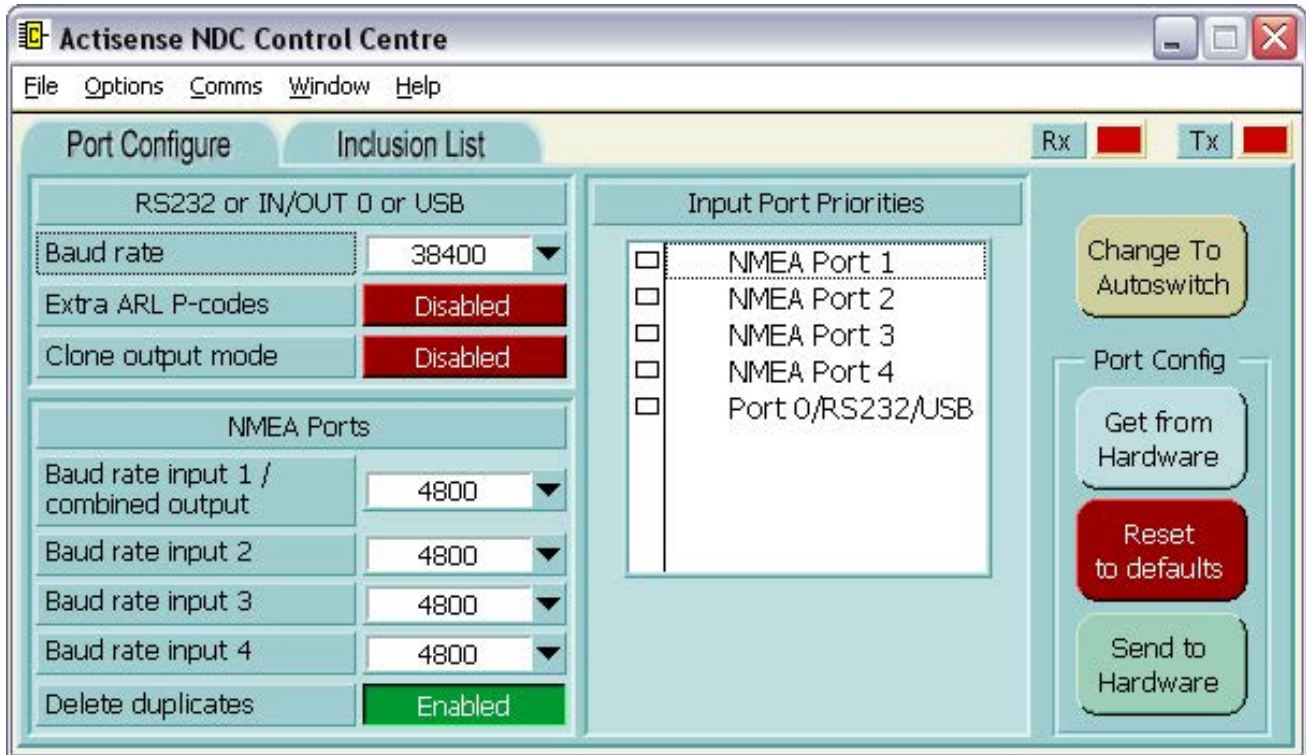 Actisense NDC Control Centre
File Options Comms Window Help
Port Configure Inclusion List Rx Tx
RS232 or IN/OUT 0 or USB
Baud rate 38400
Extra ARL P-codes Disabled
Clone output mode Disabled
NMEA Ports
Baud rate input 1 /
combined output 4800
Baud rate input 2 4800
Baud rate input 3 4800
Baud rate input 4 4800
Delete duplicates Enabled
Input Port Priorities
NMEA Port 1
NMEA Port 2
NMEA Port 3
NMEA Port 4
Port 0/RS232/USB
Change To
Autoswitch
Port Config
Get from
Hardware
Reset
to defaults
Send to
Hardware